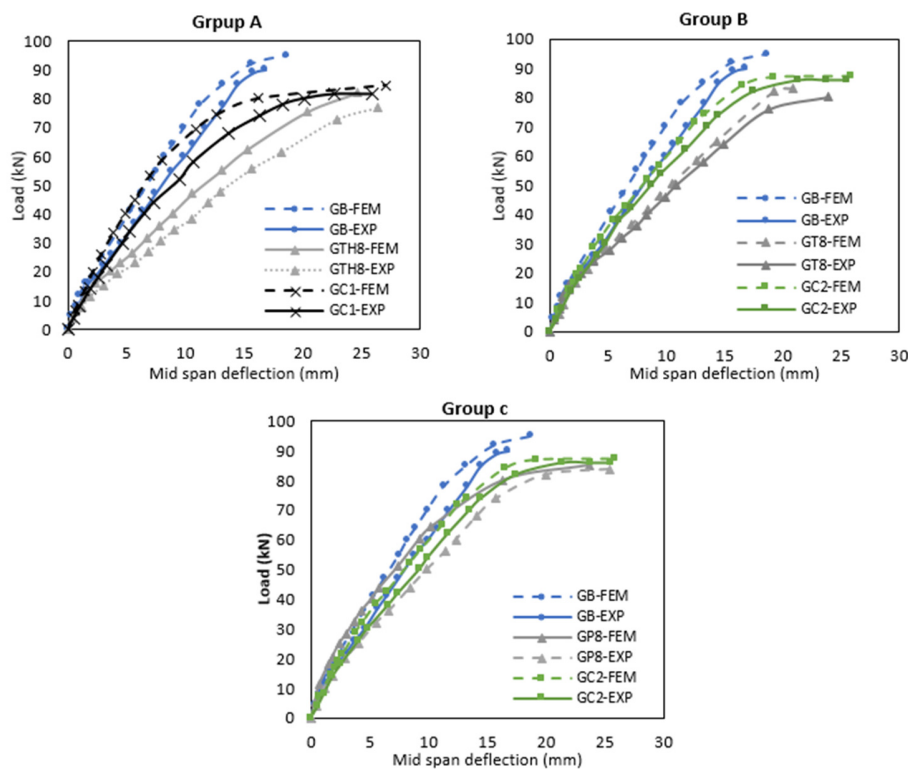 Grpup A
100
90
80
70
60
50
40
30
20
10
0
Load (kN)
GB-FEM
GB-EXP
GTH8-FEM
GTH8-EXP
GC1-FEM
GC1-EXP
0 5 10 15 20 25 30
Mid span deflection (mm)
Group B
100
90
80
70
60
50
40
30
20
10
0
Load (kN)
GB-FEM
GB-EXP
GT8-FEM
GT8-EXP
GC2-FEM
GC2-EXP
0 5 10 15 20 25 30
Mid span deflection (mm)
Group c
100
90
80
70
60
50
40
30
20
10
0
Load (kN)
GB-FEM
GB-EXP
GP8-FEM
GP8-EXP
GC2-FEM
GC2-EXP
0 5 10 15 20 25 30
Mid span deflection (mm)